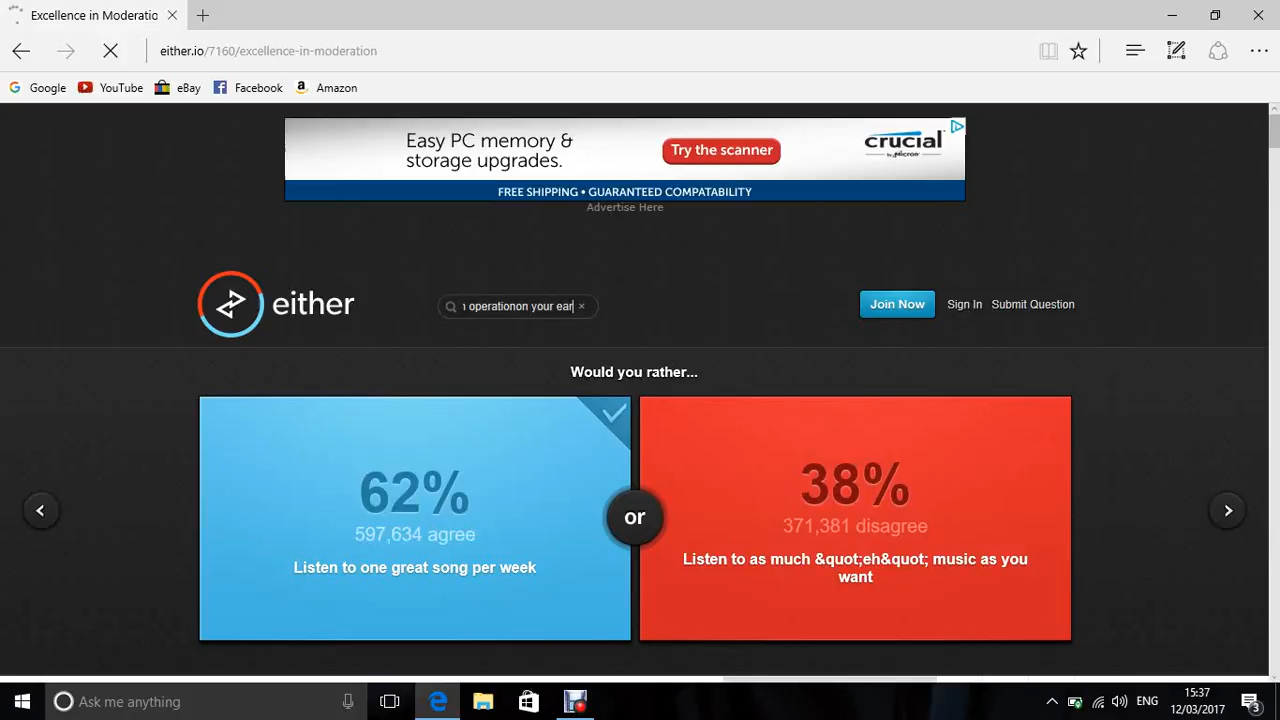 Excellence in Moderatio
either.io/7160/excellence-in-moderation
Google YouTube eBay Facebook Amazon
Easy PC memory &
storage upgrades.
Try the scanner
crucial
by Micron
FREE SHIPPING • GUARANTEED COMPATABILITY
Advertise Here
either
operationon your ear
Join Now Sign In Submit Question
Would you rather...
62%
597,634 agree
Listen to one great song per week
or
38%
371,381 disagree
Listen to as much &quot;eh&quot; music as you
want
Ask me anything
ENG
15:37
12/03/2017
3